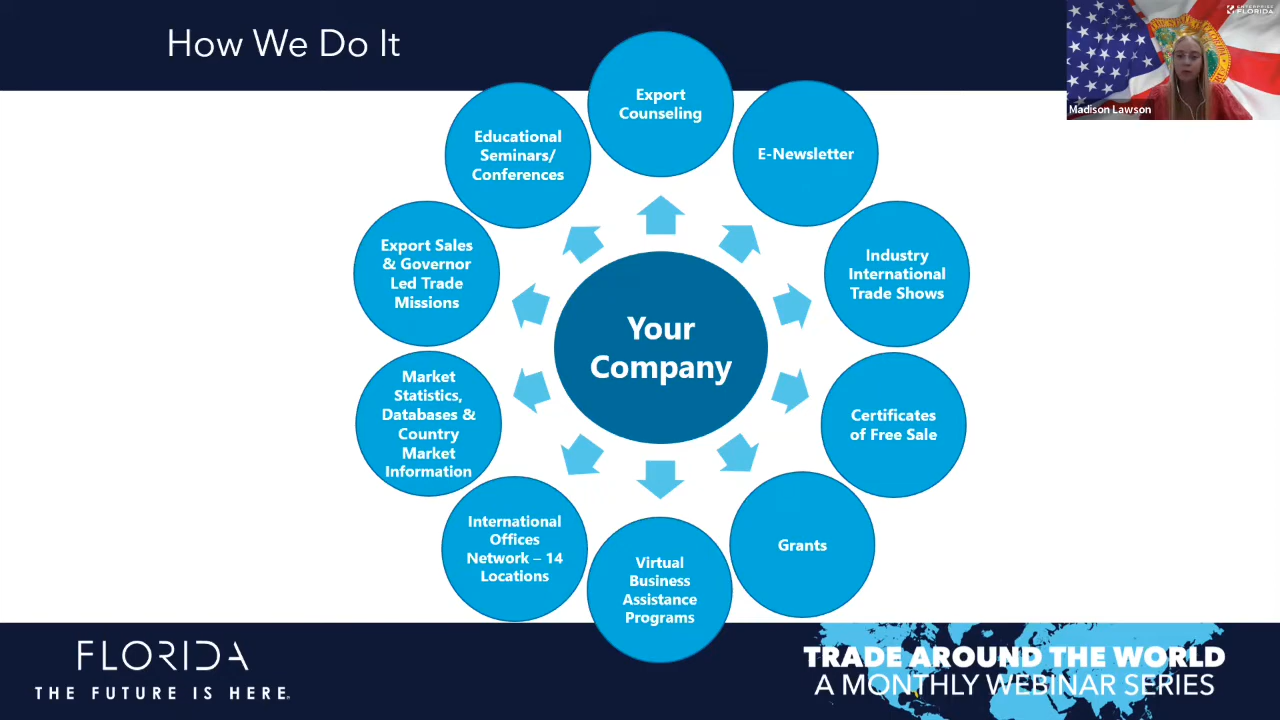 How We Do It
ENTERPRISE
FLORIDA
Madison Lawson
Export
Counseling
E-Newsletter
Industry
International
Trade Shows
Certificates
of Free Sale
Grants
Virtual
Business
Assistance
Programs
International
Offices
Network – 14
Locations
Market
Statistics,
Databases &
Country
Market
Information
Export Sales
& Governor
Led Trade
Missions
Educational
Seminars/
Conferences
Your
Company
FLORIDA
THE FUTURE IS HERE.
TRADE AROUND THE WORLD
A MONTHLY WEBINAR SERIES